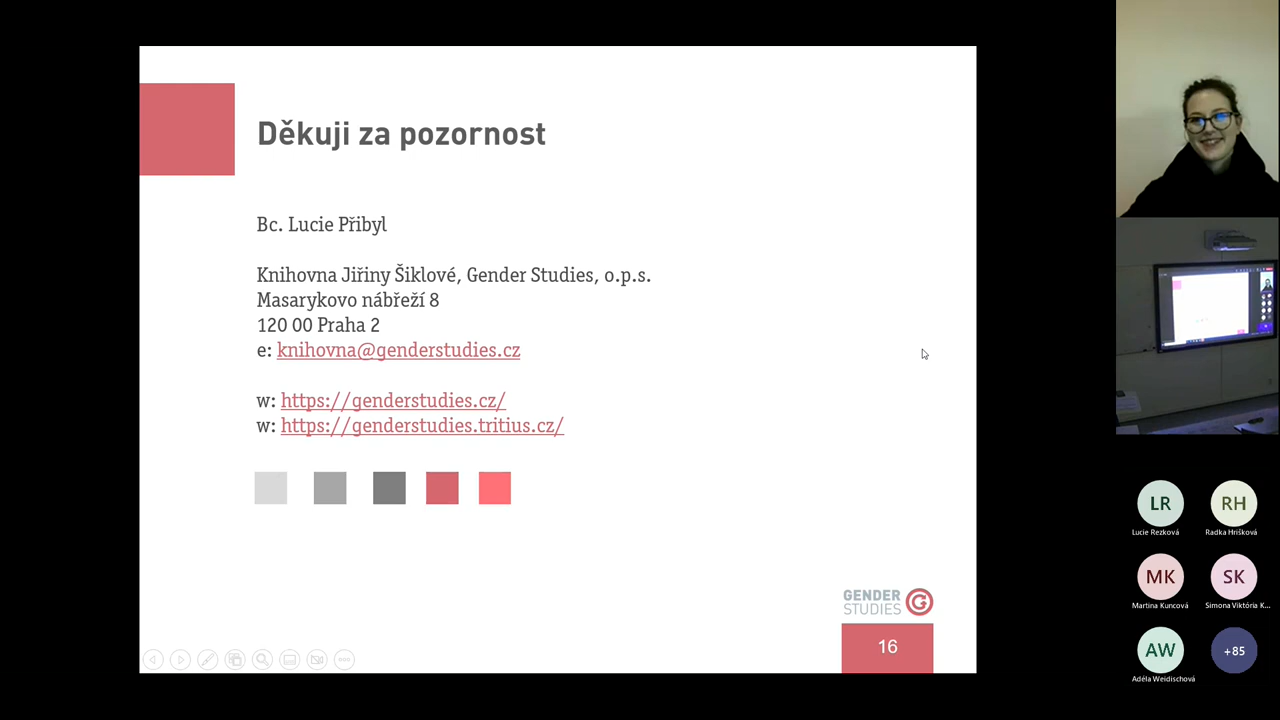 Děkuji za pozornost
Bc. Lucie Přibyl
Knihovna Jiřiny Šiklové, Gender Studies, o.p.s.
Masarykovo nábřeží 8
120 00 Praha 2
e: knihovna@genderstudies.cz
w: https://genderstudies.cz/
w: https://genderstudies.tritius.cz/
GENDER
STUDIES
G
16
LR
Lucie Rezková
RH
Radka Hrišková
MK
Martina Kuncová
SK
Simona Viktória K...
AW
Adéla Weidischová
+85